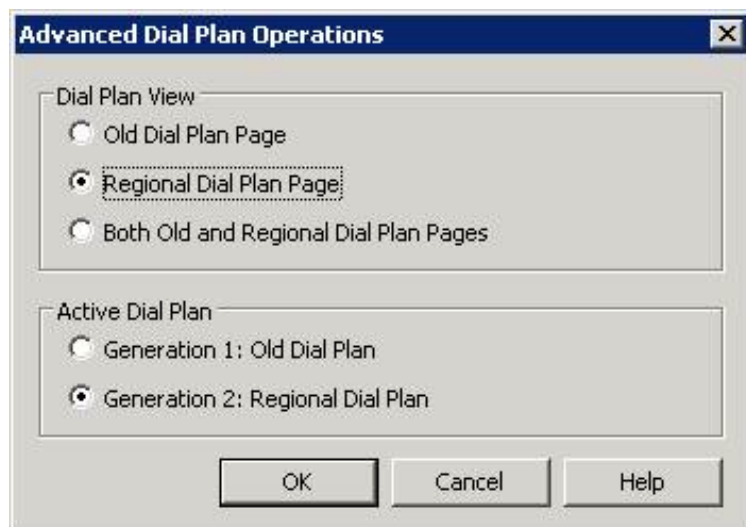 Advanced Dial Plan Operations
Dial Plan View
Old Dial Plan Page
Regional Dial Plan Page
Both Old and Regional Dial Plan Pages
Active Dial Plan
Generation 1: Old Dial Plan
Generation 2: Regional Dial Plan
OK Cancel Help